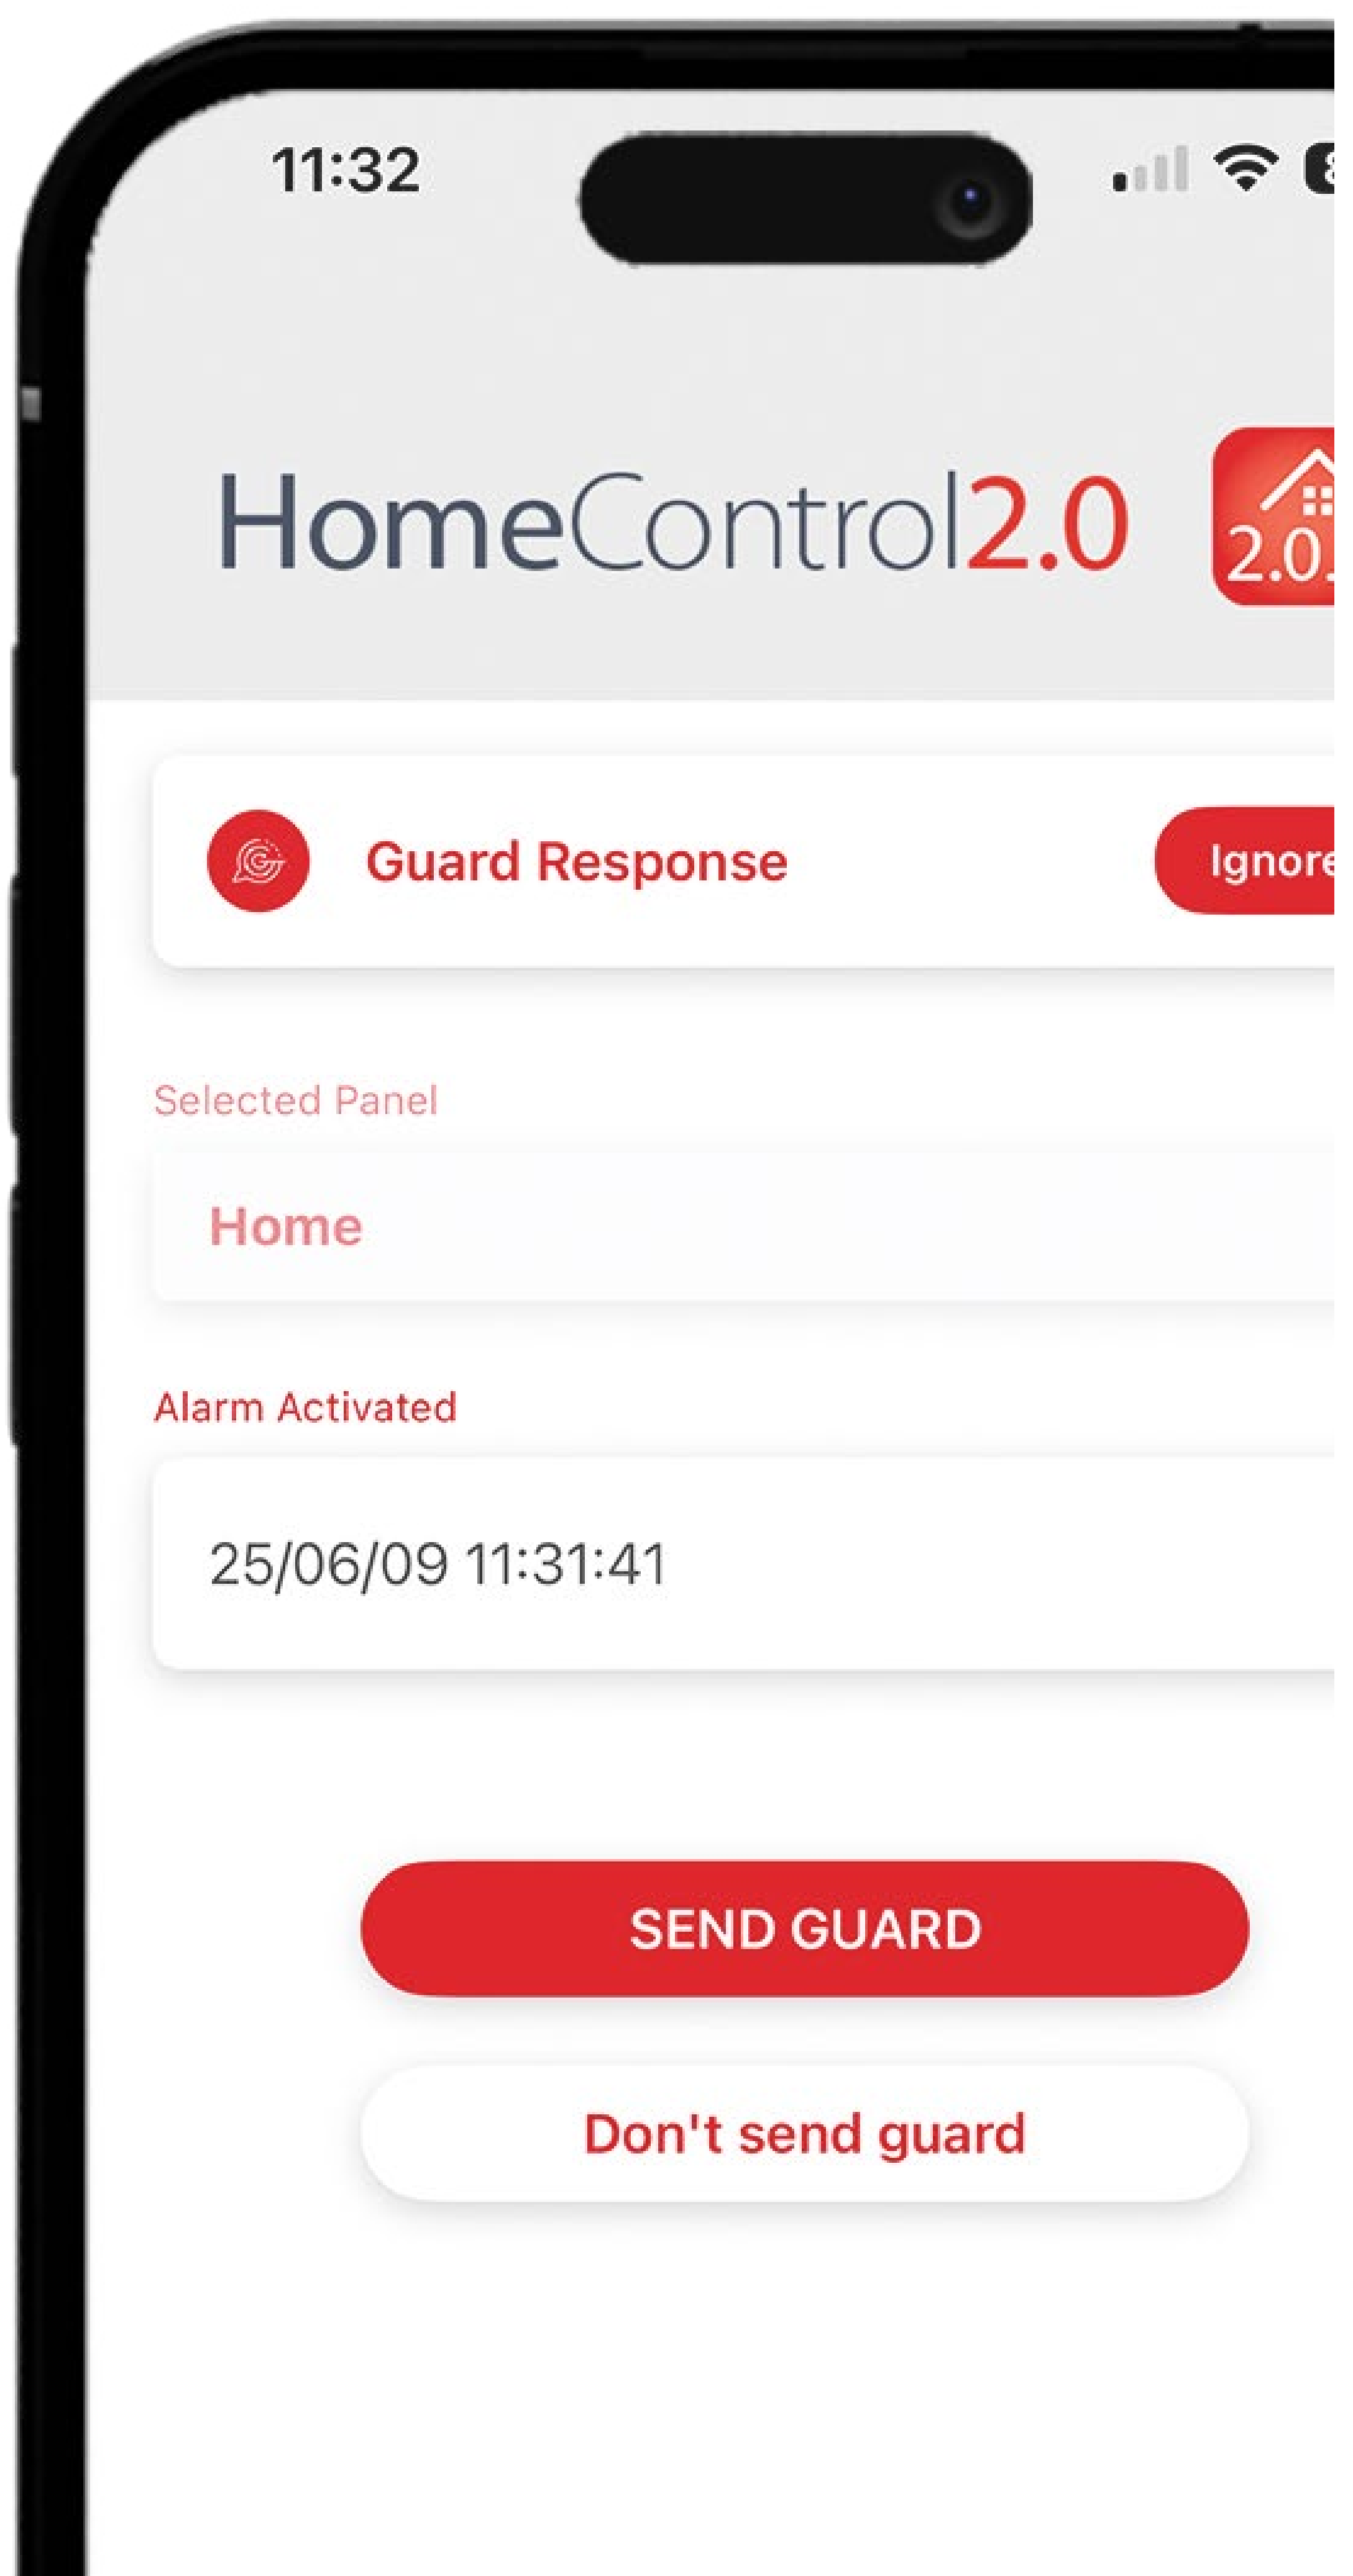 11:32
HomeControl2.0
2.0.
Guard Response
Ignore
Selected Panel
Home
Alarm Activated
25/06/09 11:31:41
SEND GUARD
Don't send guard